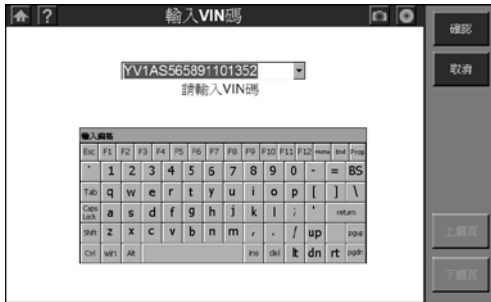 ? 輸入VIN碼
確認
取消
YV1AS565891101352
請輸入VIN碼
輸入面板
Esc F1 F2 F3 F4 F5 F6 F7 F8 F9 F10 F11 F12 Home End Prop
` 1 2 3 4 5 6 7 8 9 0 - = BS
Tab q w e r t y u i o p [ ] \
Caps Lock a s d f g h j k l ; ' return
Shift z x c v b n m , . / up pgup
Ctrl win Alt ins del lt dn rt pgdn
上翻頁
下翻頁